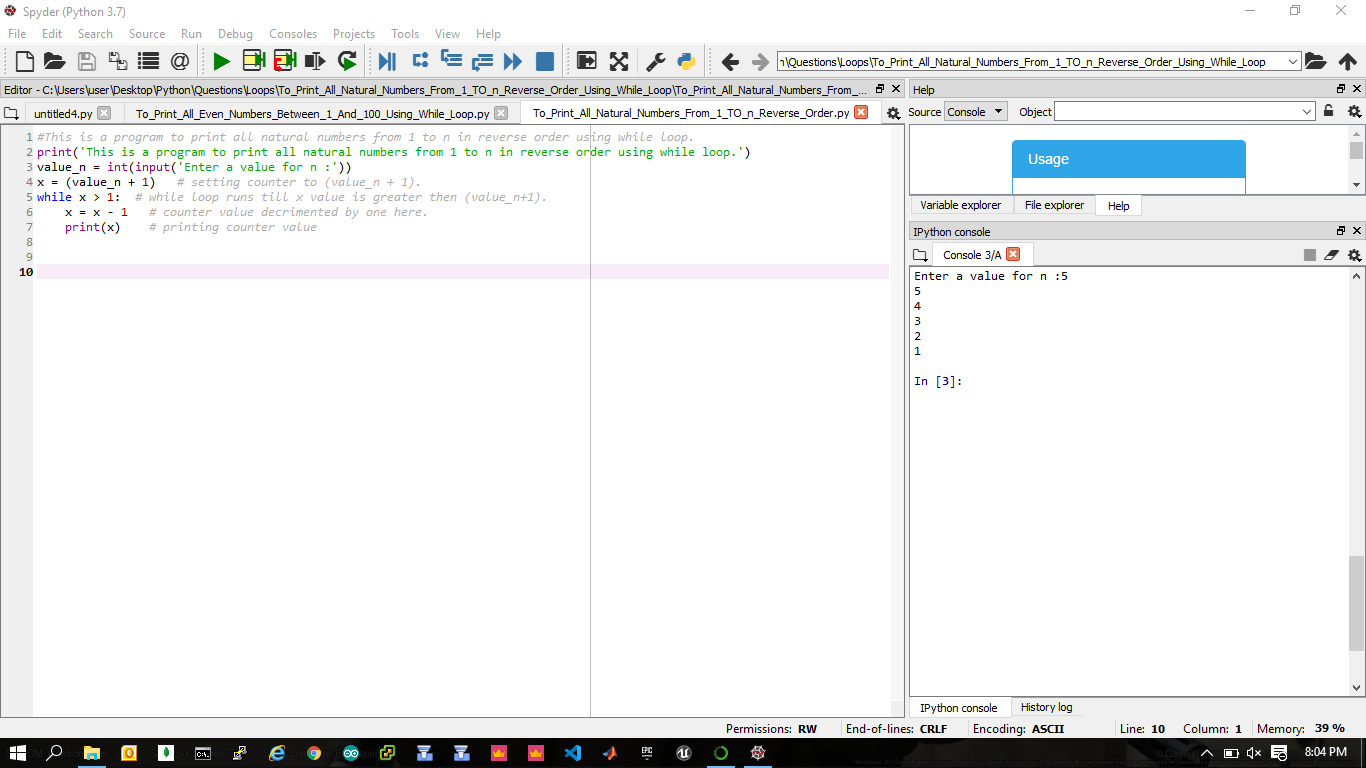 Spyder (Python 3.7)
File Edit Search Source Run Debug Consoles Projects Tools View Help
\Questions\Loops\To_Print_All_Natural_Numbers_From_1_TO_n_Reverse_Order_Using_While_Loop
Editor - C:\Users\user\Desktop\Python\Questions\Loops\To_Print_All_Natural_Numbers_From_1_TO_n_Reverse_Order_Using_While_Loop\To_Print_All_Natural_Numbers_From_...
untitled4.py To_Print_All_Even_Numbers_Between_1_And_100_Using_While_Loop.py To_Print_All_Natural_Numbers_From_1_TO_n_Reverse_Order.py
1 #This is a program to print all natural numbers from 1 to n in reverse order using while loop.
2 print('This is a program to print all natural numbers from 1 to n in reverse order using while loop.')
3 value_n = int(input('Enter a value for n :'))
4 x = (value_n + 1)   # setting counter to (value_n + 1).
5 while x > 1:  # while loop runs till x value is greater then (value_n+1).
6     x = x - 1   # counter value decrimented by one here.
7     print(x)    # printing counter value
8
9
10
Help
Source Console Object
Usage
Variable explorer File explorer Help
IPython console
Console 3/A
Enter a value for n :5
5
4
3
2
1
In [3]:
IPython console History log
Permissions: RW End-of-lines: CRLF Encoding: ASCII Line: 10 Column: 1 Memory: 39 %
EPIC
8:04 PM